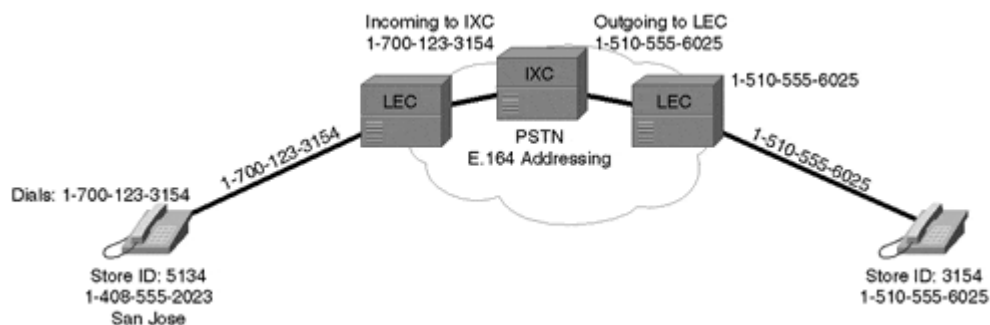 Incoming to IXC
1-700-123-3154
Outgoing to LEC
1-510-555-6025
IXC
LEC
LEC
1-510-555-6025
PSTN
E.164 Addressing
1-700-123-3154
1-510-555-6025
Dials: 1-700-123-3154
Store ID: 5134
1-408-555-2023
San Jose
Store ID: 3154
1-510-555-6025